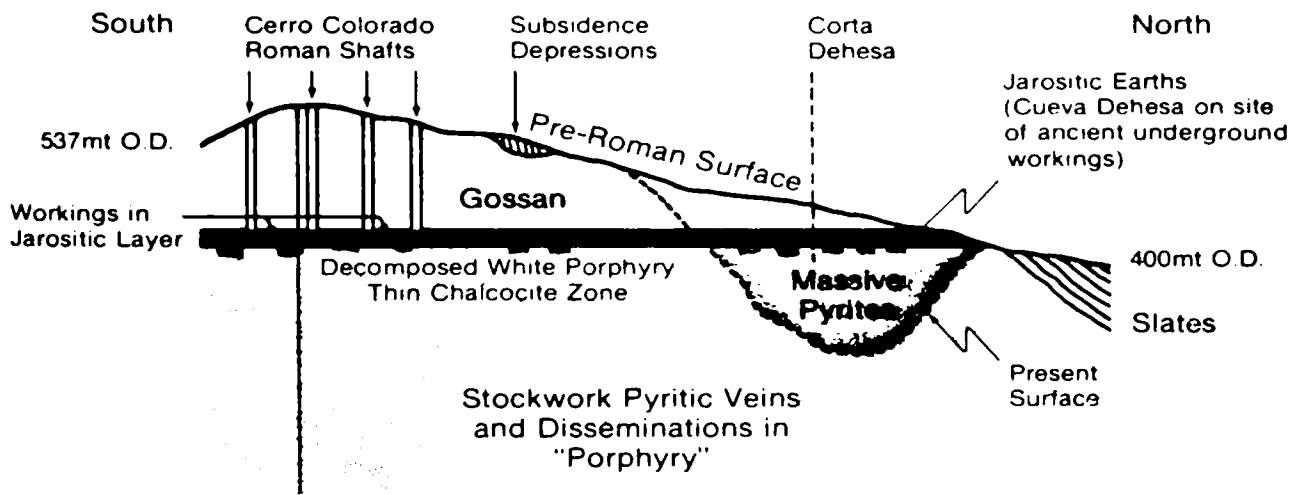 South
Cerro Colorado
Roman Shafts
Subsidence
Depressions
Corta
Dehesa
North
Jarositic Earths
(Cueva Dehesa on site
of ancient underground
workings)
537mt O.D.
Pre-Roman Surface
Gossan
Workings in
Jarositic Layer
Decomposed White Porphyry
Thin Chalcocite Zone
Massive
Pyrites
400mt O.D.
Slates
Present
Surface
Stockwork Pyritic Veins
and Disseminations in
"Porphyry"